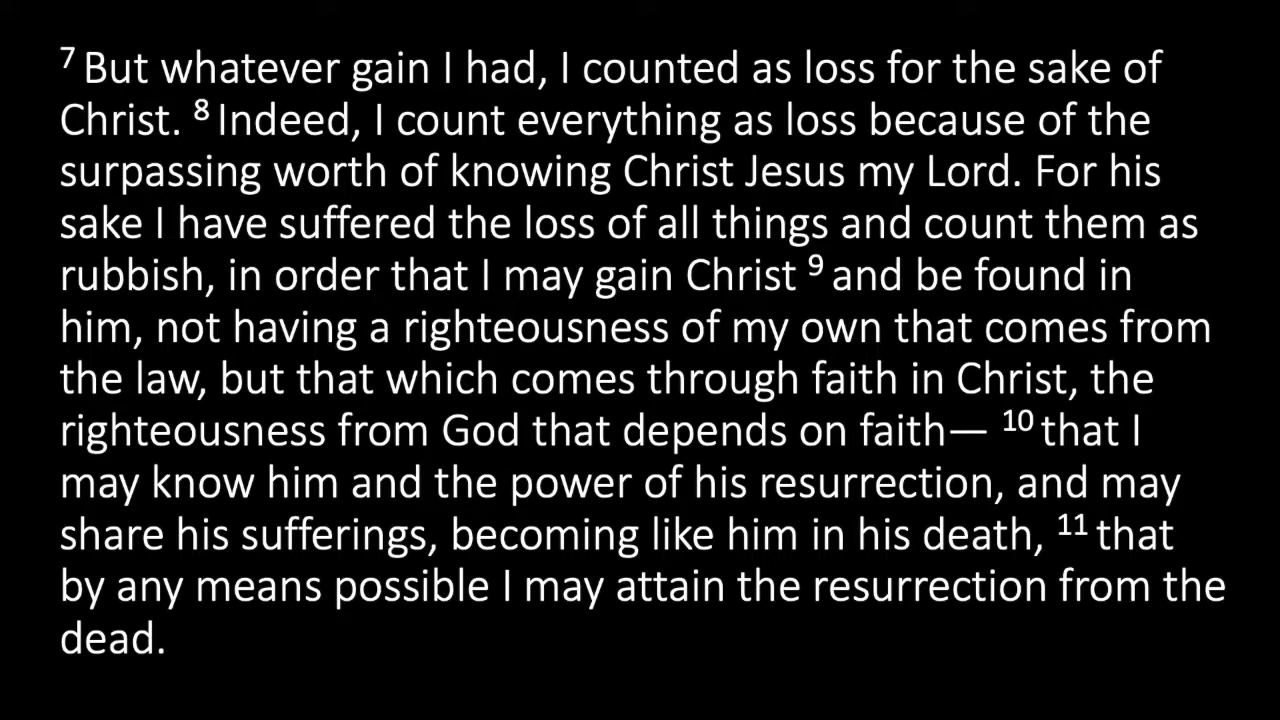 7 But whatever gain I had, I counted as loss for the sake of
Christ. 8 Indeed, I count everything as loss because of the
surpassing worth of knowing Christ Jesus my Lord. For his
sake I have suffered the loss of all things and count them as
rubbish, in order that I may gain Christ 9 and be found in
him, not having a righteousness of my own that comes from
the law, but that which comes through faith in Christ, the
righteousness from God that depends on faith— 10 that I
may know him and the power of his resurrection, and may
share his sufferings, becoming like him in his death, 11 that
by any means possible I may attain the resurrection from the
dead.